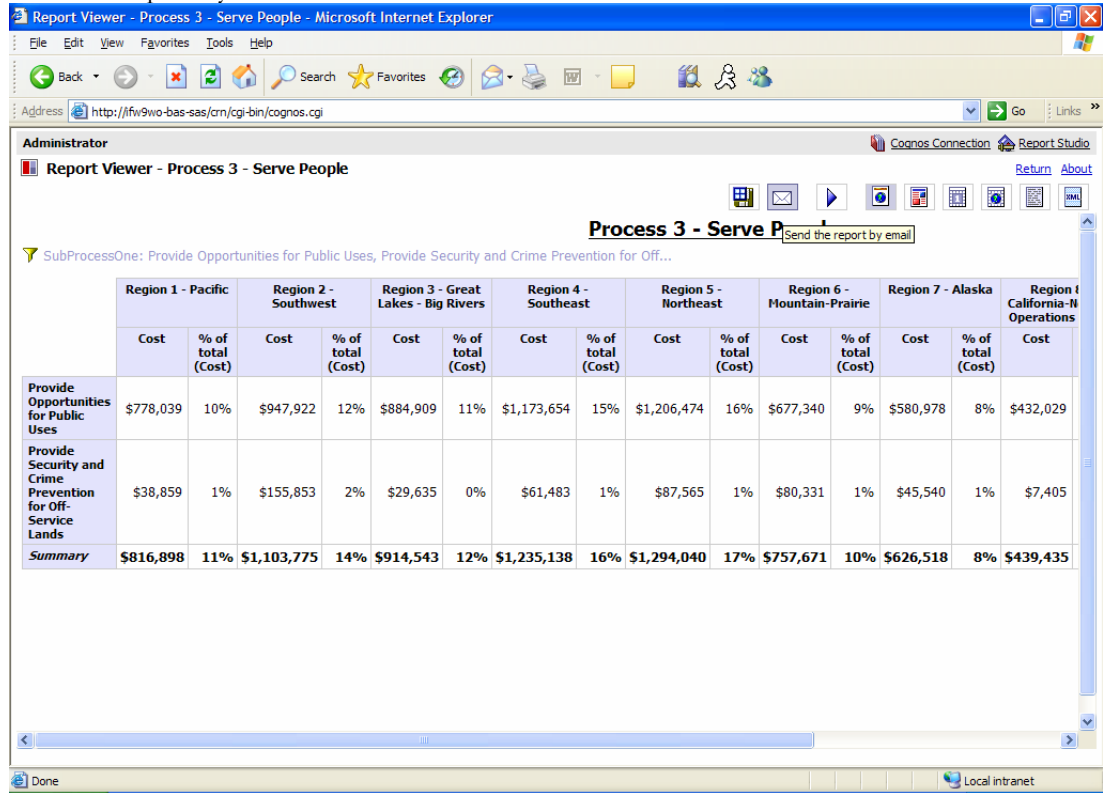 Report Viewer - Process 3 - Serve People - Microsoft Internet Explorer
File Edit View Favorites Tools Help
Back Search Favorites
Address http://ifw9wo-bas-sas/crn/cgi-bin/cognos.cgi Go Links »
Administrator Cognos Connection Report Studio
Report Viewer - Process 3 - Serve People Return About
XML
Process 3 - Serve
Send the report by email
SubProcessOne: Provide Opportunities for Public Uses, Provide Security and Crime Prevention for Off...
Region 1 - Pacific Region 2 - Region 3 - Great Region 4 - Region 5 - Region 6 - Region 7 - Alaska Region 8
Southwest Lakes - Big Rivers Southeast Northeast Mountain-Prairie California-N
Operations
Cost % of Cost % of Cost % of Cost % of Cost % of Cost % of Cost % of Cost
total total total total total total total
(Cost) (Cost) (Cost) (Cost) (Cost) (Cost) (Cost)
Provide
Opportunities
for Public
Uses
$778,039 10% $947,922 12% $884,909 11% $1,173,654 15% $1,206,474 16% $677,340 9% $580,978 8% $432,029
Provide
Security and
Crime
Prevention
for Off-
Service
Lands
$38,859 1% $155,853 2% $29,635 0% $61,483 1% $87,565 1% $80,331 1% $45,540 1% $7,405
Summary $816,898 11% $1,103,775 14% $914,543 12% $1,235,138 16% $1,294,040 17% $757,671 10% $626,518 8% $439,435
Done Local intranet